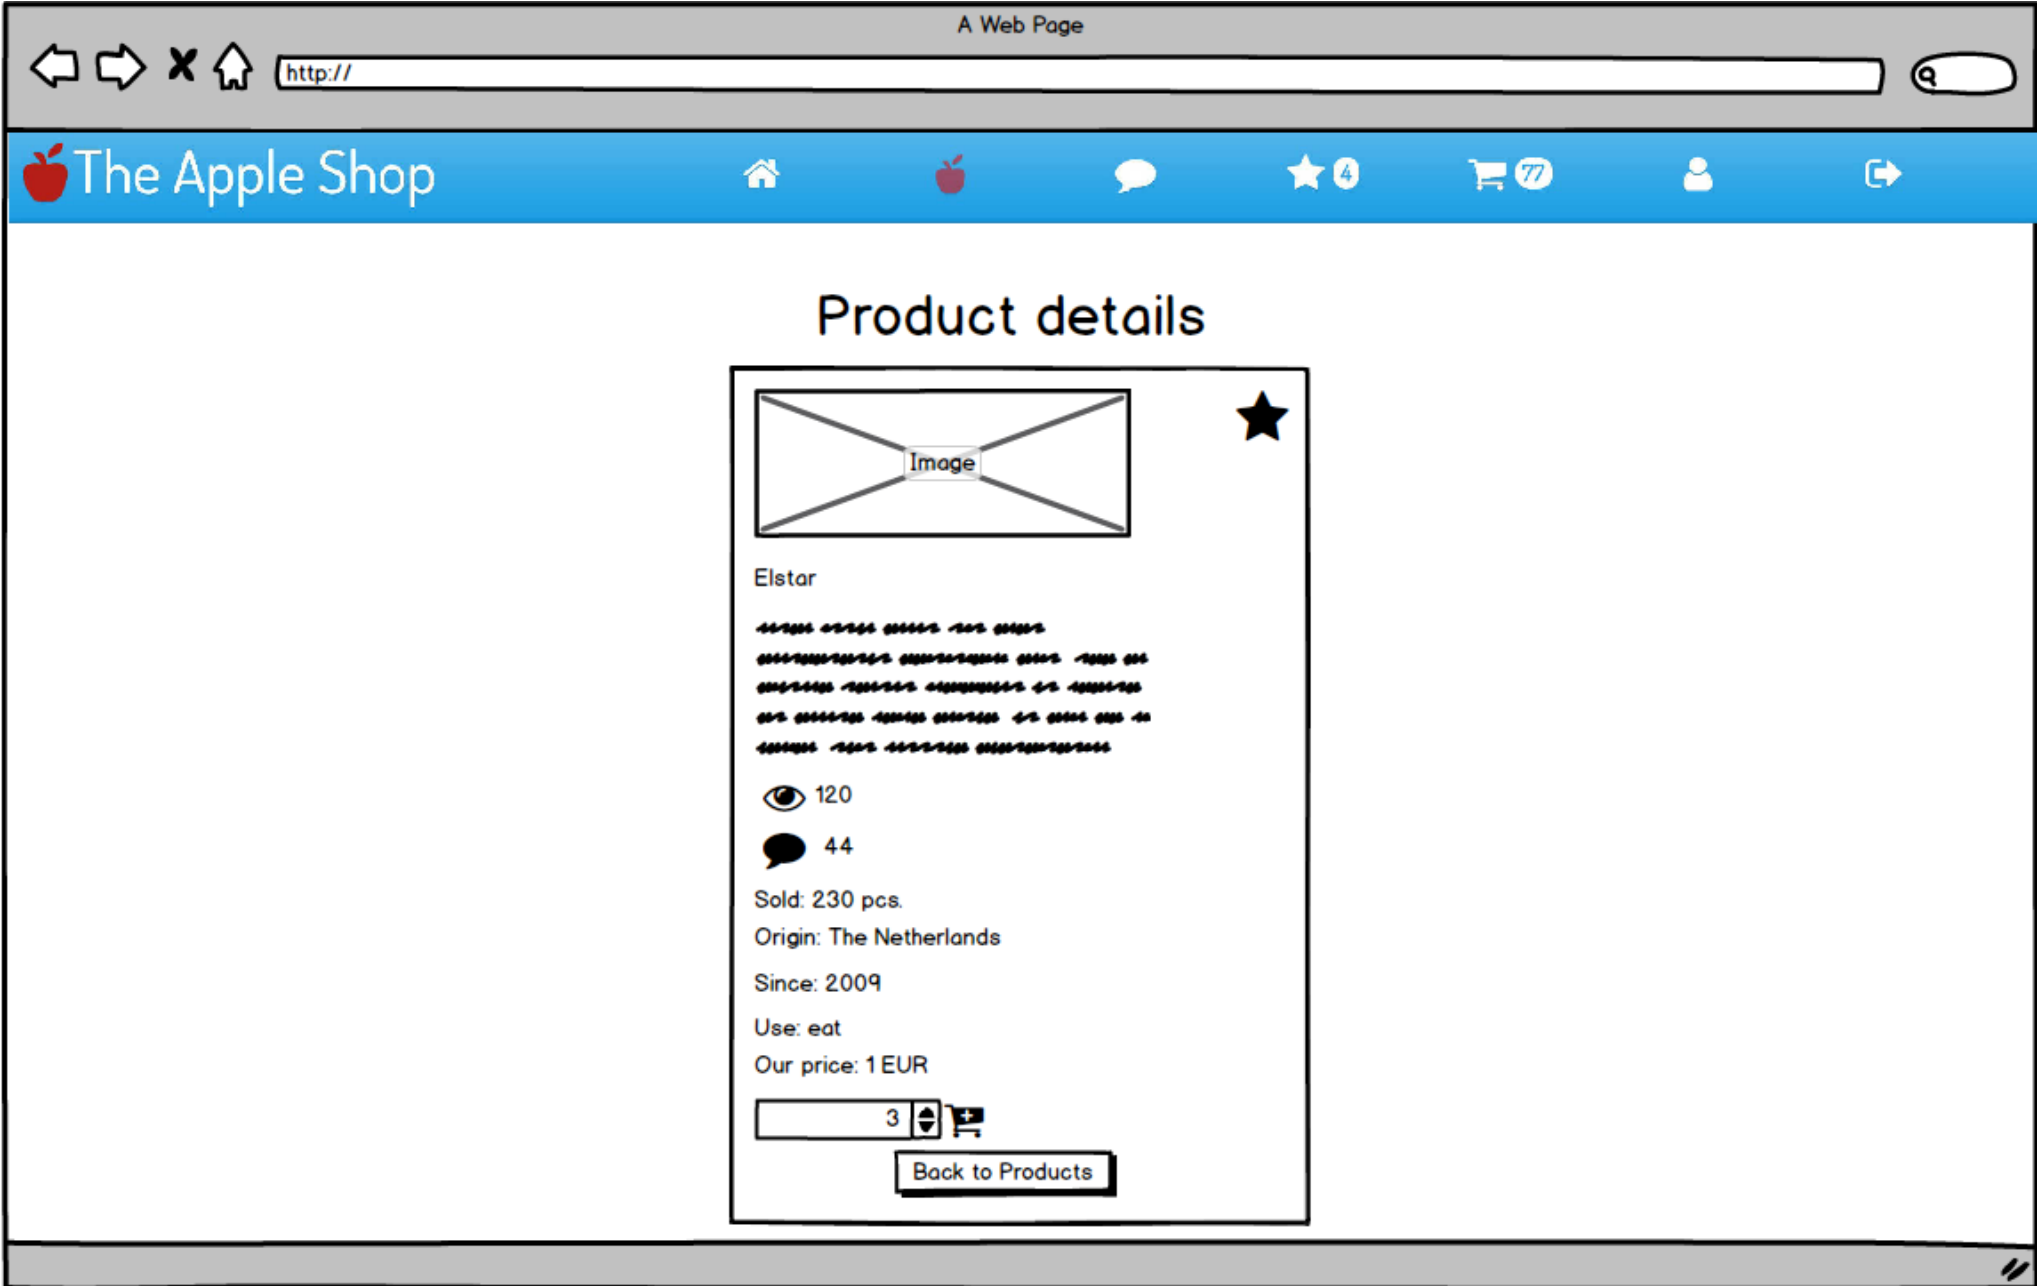 A Web Page
http://
The Apple Shop
4
77
Product details
Image
Elstar
120
44
Sold: 230 pcs.
Origin: The Netherlands
Since: 2009
Use: eat
Our price: 1 EUR
3
Back to Products